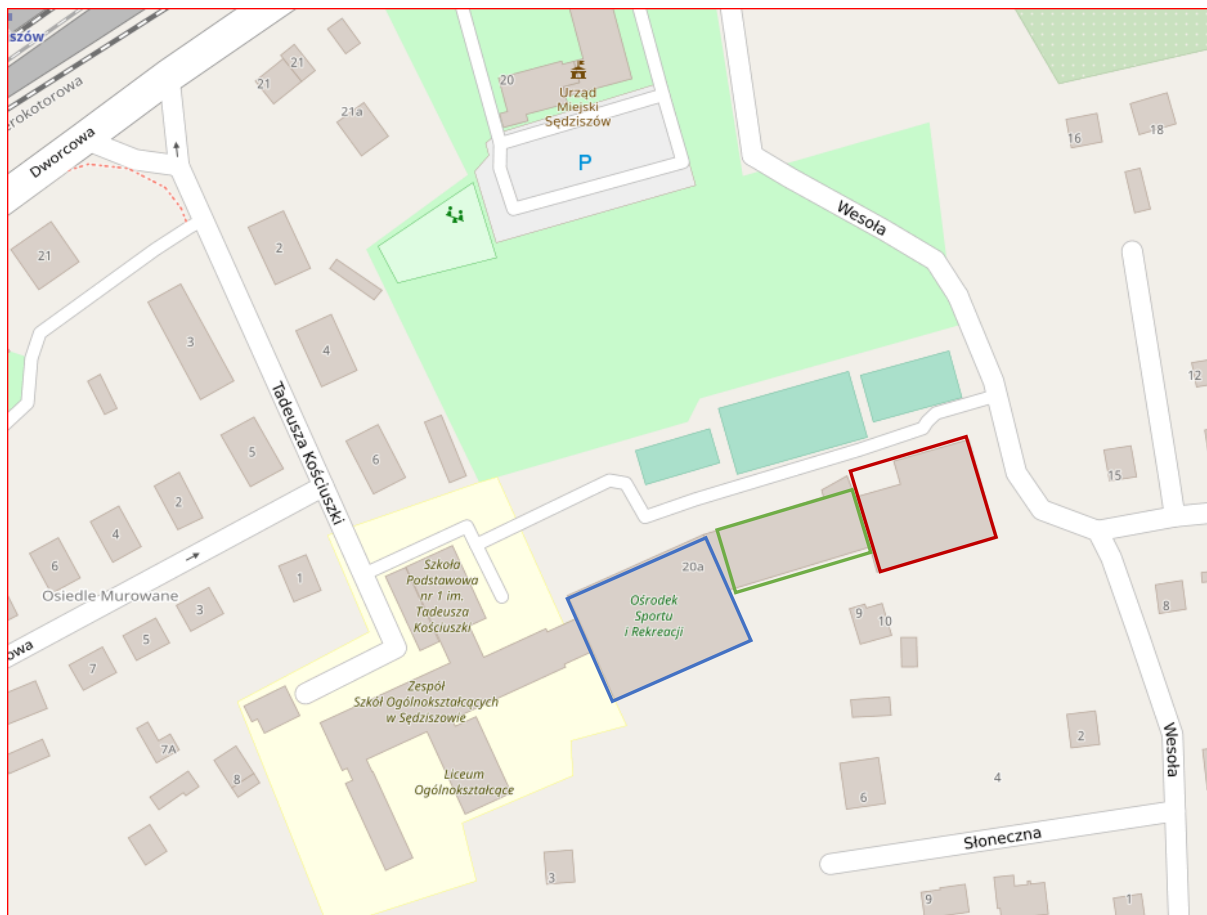 szów
erokotorowa
Dworcowa
21
21
21a
20
Urząd
Miejski
Sędziszów
P
16
18
Wesoła
2
21
3
4
Tadeusza Kościuszki
12
5
6
2
15
4
6
Szkoła
Podstawowa
nr 1 im.
Tadeusza
Kościuszki
20a
1
Osiedle Murowane
Ośrodek
Sportu
i Rekreacji
3
9
10
8
5
owa
7
Zespół
Szkół Ogólnokształcących
w Sędziszowie
7A
2
Wesoła
8
Liceum
Ogólnokształcące
4
6
Słoneczna
3
9
1